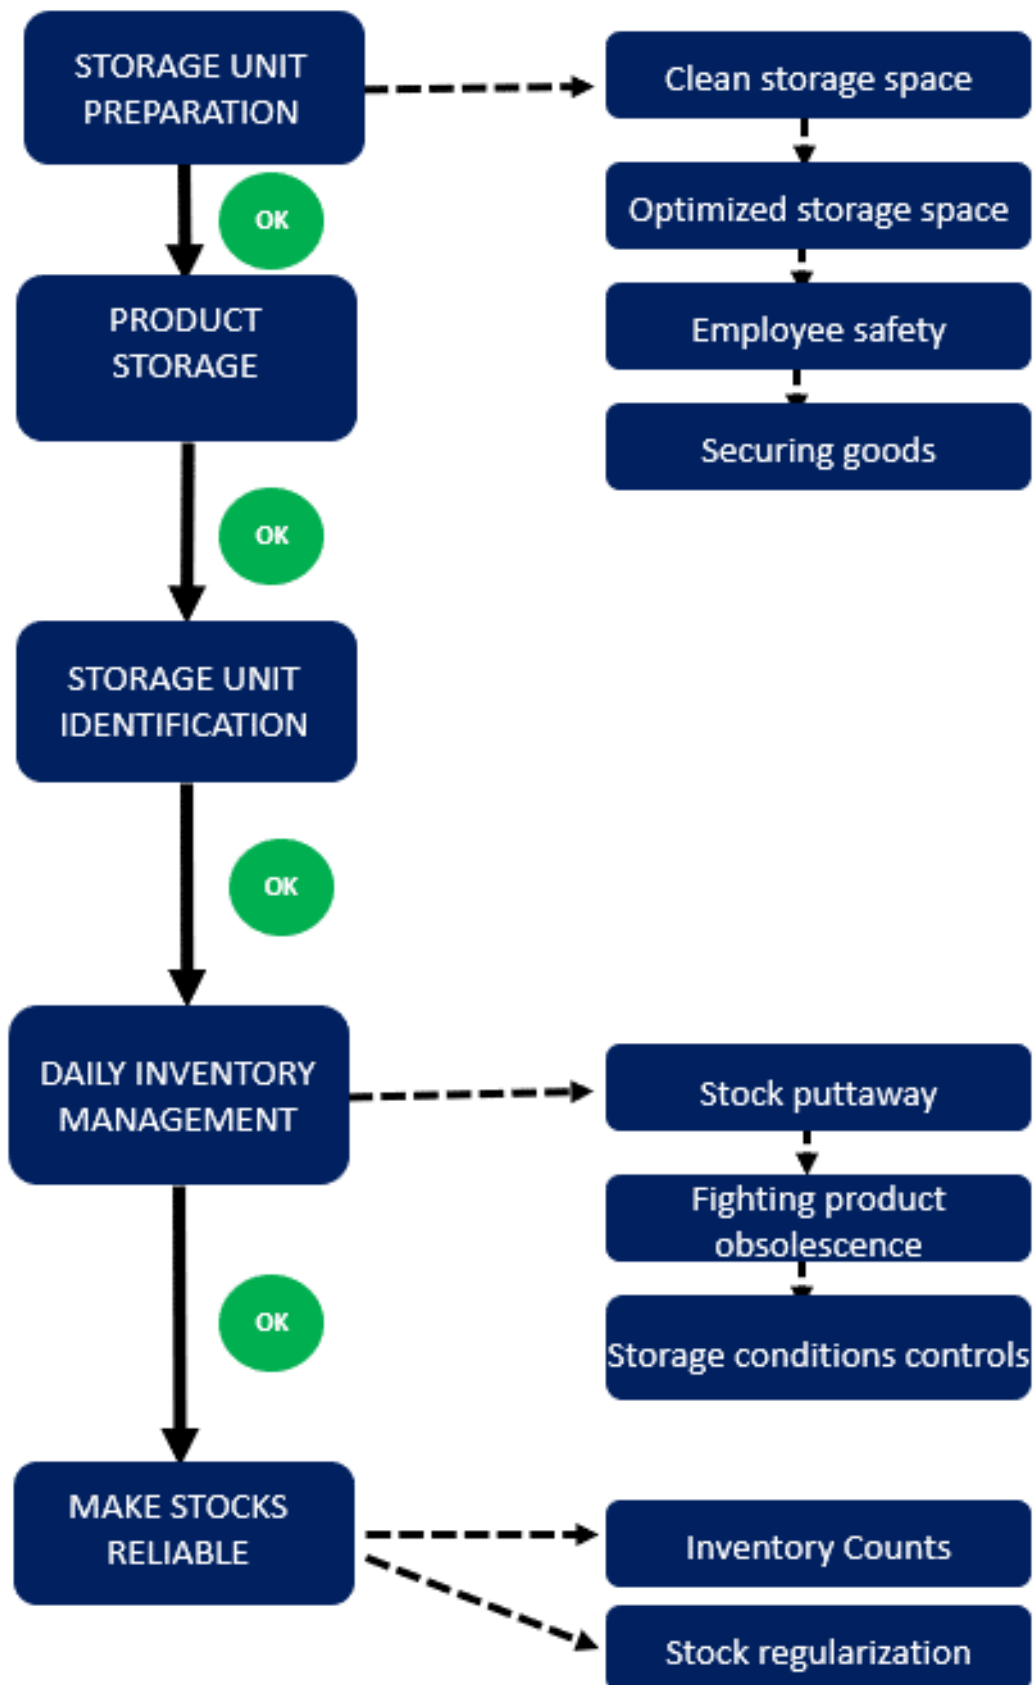 STORAGE UNIT
PREPARATION
Clean storage space
OK
Optimized storage space
PRODUCT
STORAGE
Employee safety
Securing goods
OK
STORAGE UNIT
IDENTIFICATION
OK
DAILY INVENTORY
MANAGEMENT
Stock puttaway
Fighting product
obsolescence
OK
Storage conditions controls
MAKE STOCKS
RELIABLE
Inventory Counts
Stock regularization